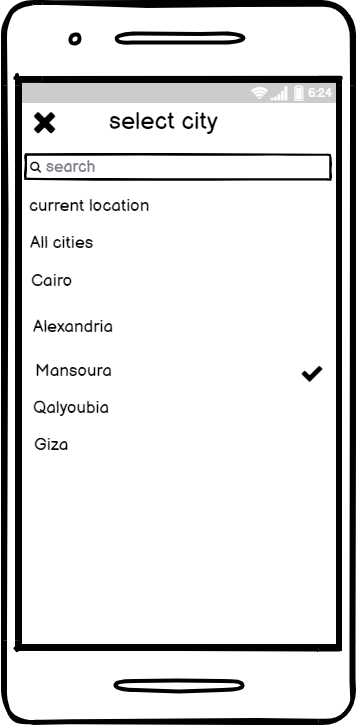 6:24
select city
search
current location
All cities
Cairo
Alexandria
Mansoura
Qalyoubia
Giza